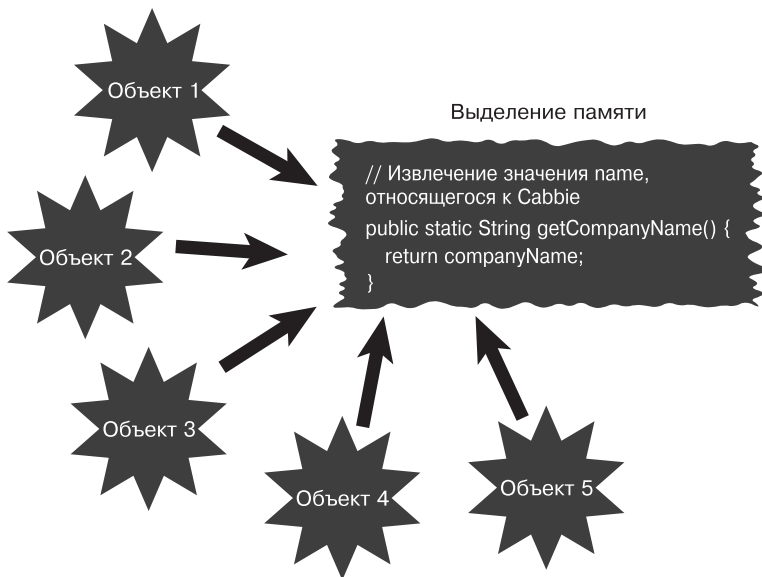 Объект 1
Выделение памяти
// Извлечение значения name,
относящегося к Cabbie
public static String getCompanyName() {
return companyName;
}
Объект 2
Объект 3
Объект 4
Объект 5